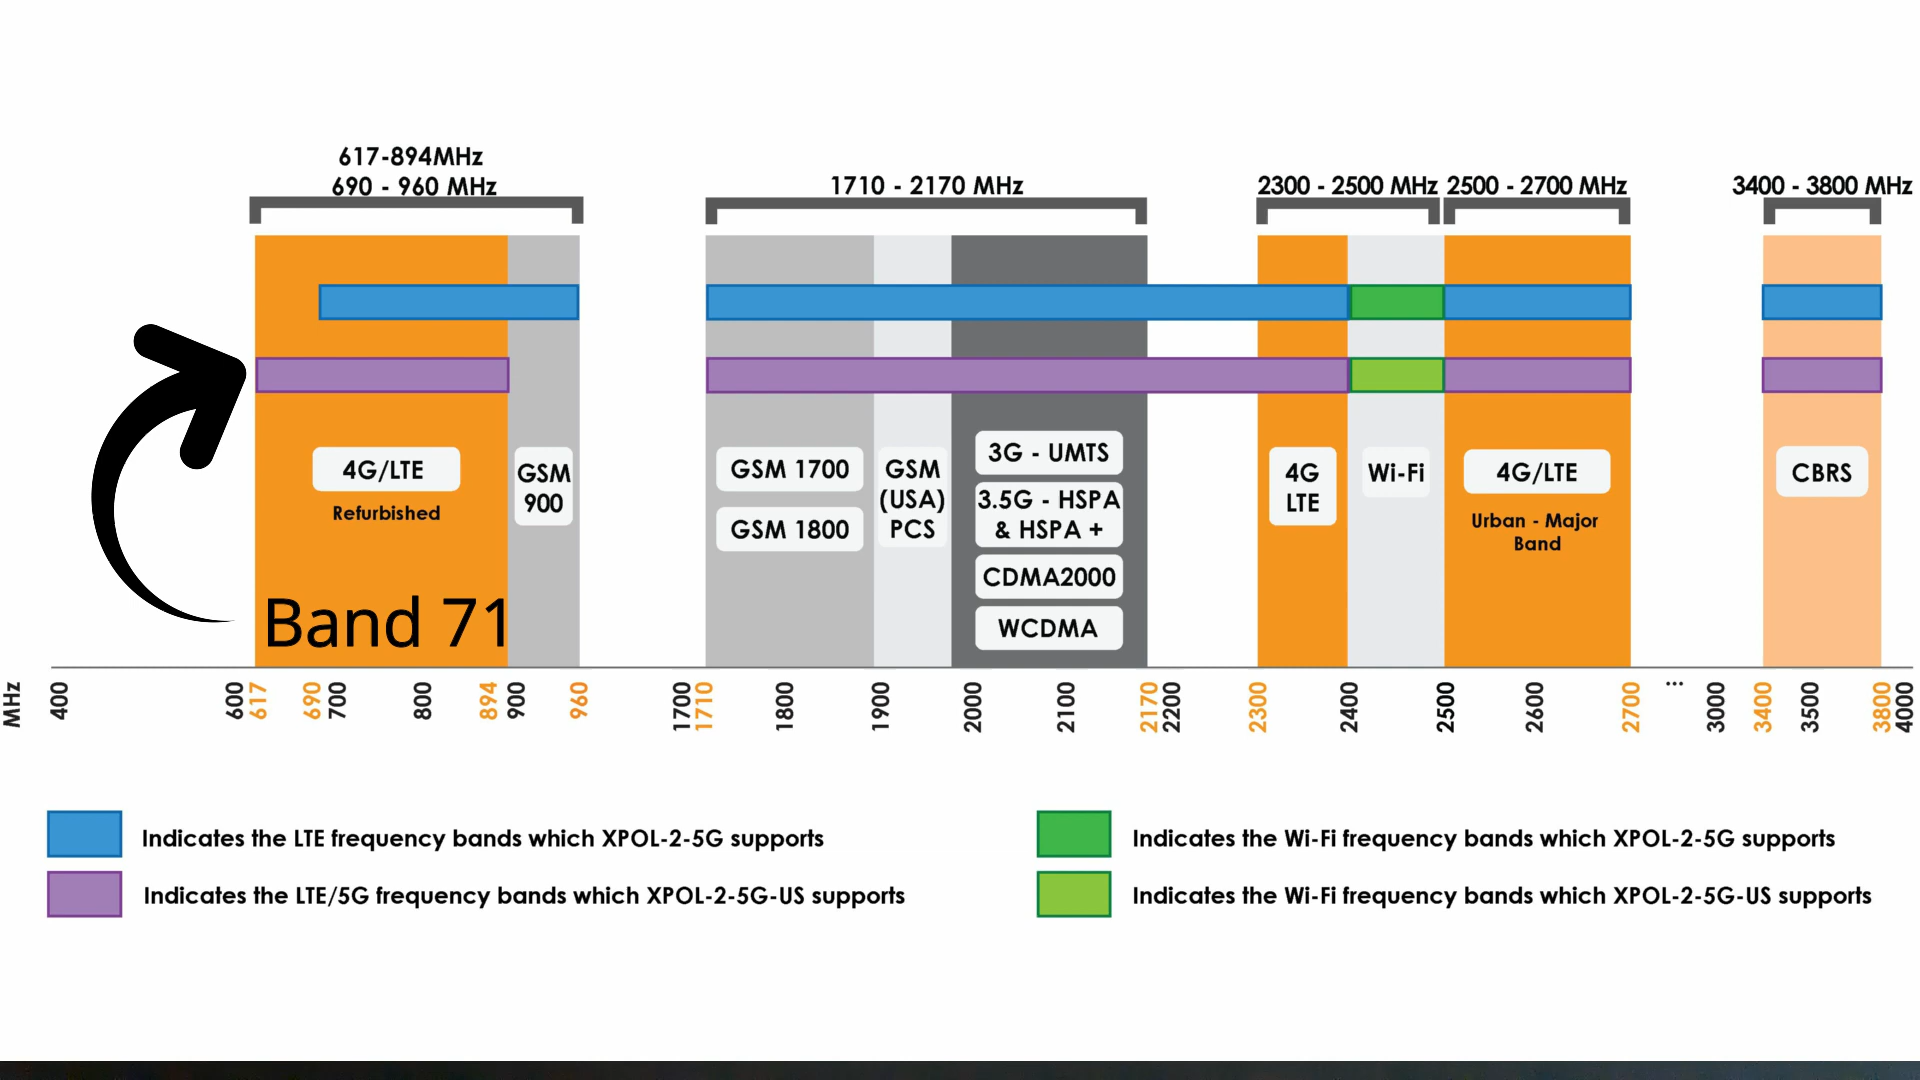 617-894MHz
690 - 960 MHz
1710 - 2170 MHz
2300 - 2500 MHz
2500 - 2700 MHz
3400 - 3800 MHz
4G/LTE
Refurbished
Band 71
GSM
900
GSM 1700
GSM 1800
GSM
(USA)
PCS
3G - UMTS
3.5G - HSPA
& HSPA +
CDMA2000
WCDMA
4G
LTE
Wi-Fi
4G/LTE
Urban - Major
Band
CBRS
MHz
400
600
617
690
700
800
894
900
960
1700
1710
1800
1900
2000
2100
2170
2200
2300
2400
2500
2600
2700
...
3000
3400
3500
3800
4000
Indicates the LTE frequency bands which XPOL-2-5G supports
Indicates the LTE/5G frequency bands which XPOL-2-5G-US supports
Indicates the Wi-Fi frequency bands which XPOL-2-5G supports
Indicates the Wi-Fi frequency bands which XPOL-2-5G-US supports